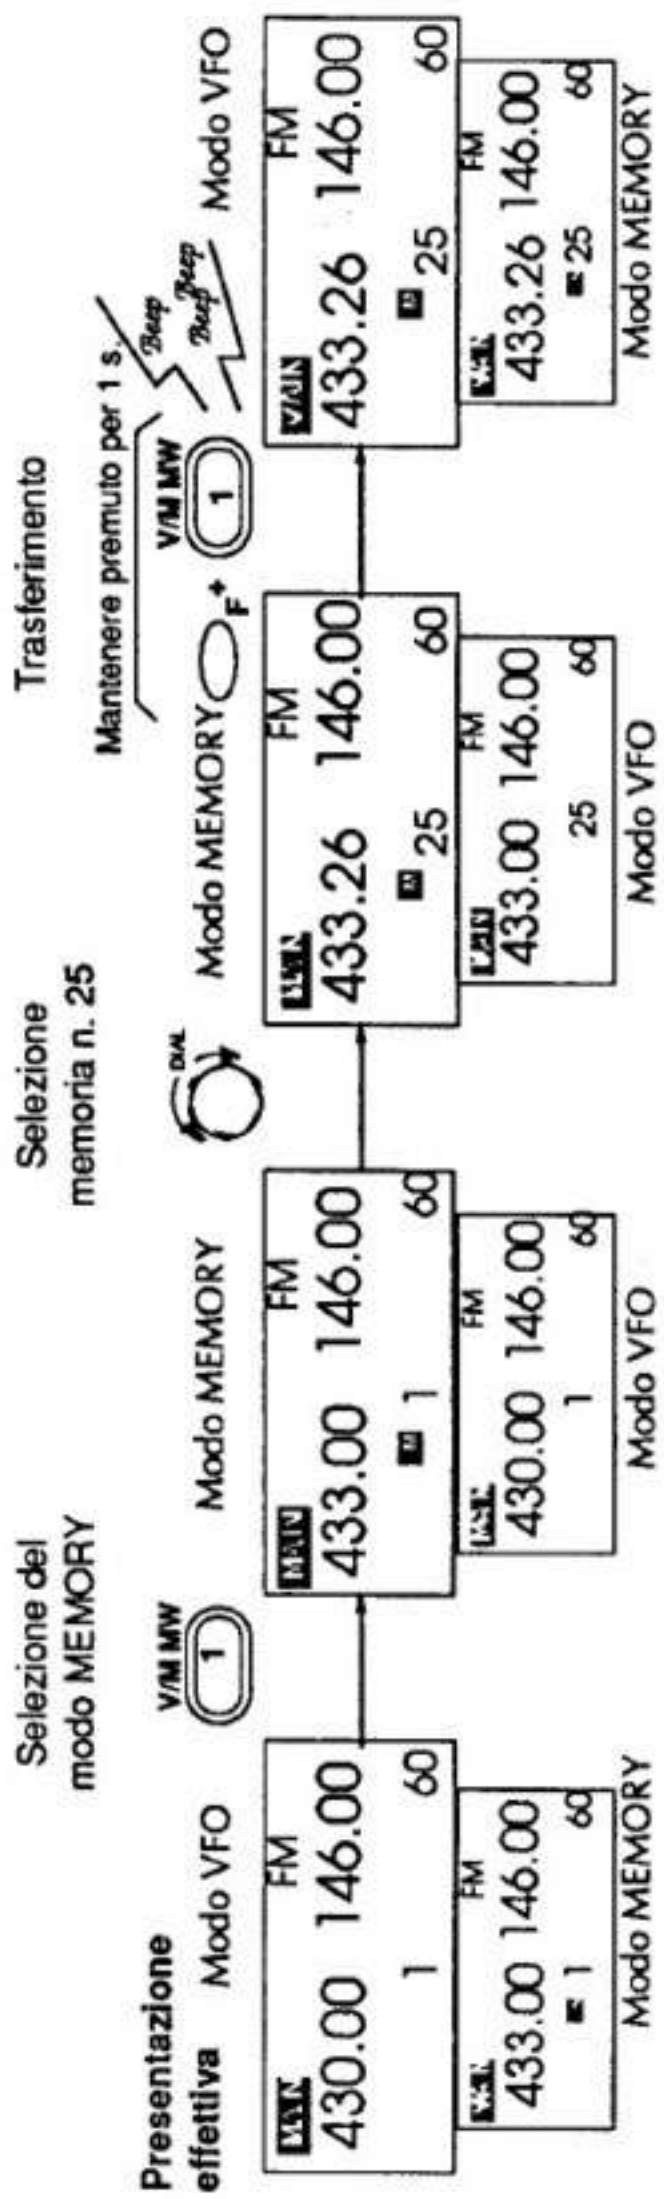 Selezione del
modo MEMORY
Selezione
memoria n. 25
Trasferimento
Mantenere premuto per 1 s.
Presentazione
effettiva
Modo VFO
V/M MW
1
Modo MEMORY
DIAL
Modo MEMORY
F+
V/M MW
1
Beep
Beep
Beep
Modo VFO
MAIN
FM
430.00 146.00
1 60
MAIN
FM
433.00 146.00
M 1 60
MAIN
FM
433.26 146.00
M 25 60
MAIN
FM
433.26 146.00
M 25 60
MAIN
FM
433.00 146.00
1 60
Modo MEMORY
MAIN
FM
430.00 146.00
1 60
Modo VFO
MAIN
FM
433.00 146.00
25 60
Modo VFO
MAIN
FM
433.26 146.00
25 60
Modo MEMORY